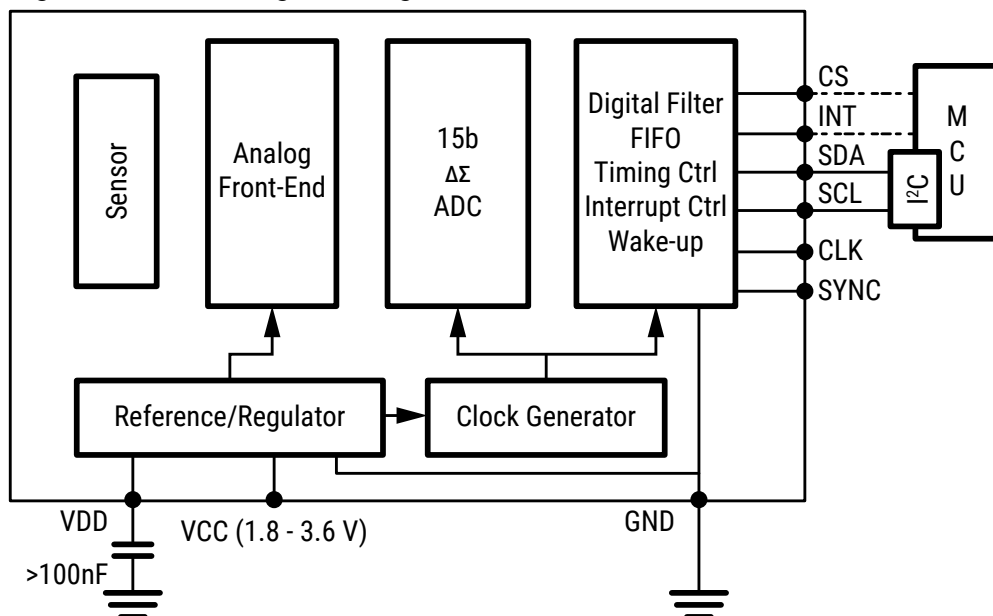 Sensor
Analog
Front-End
15b
ΔΣ
ADC
Digital Filter
FIFO
Timing Ctrl
Interrupt Ctrl
Wake-up
CS
INT
SDA
SCL
CLK
SYNC
I²C
M
C
U
Reference/Regulator
Clock Generator
VDD
VCC (1.8 - 3.6 V)
GND
>100nF